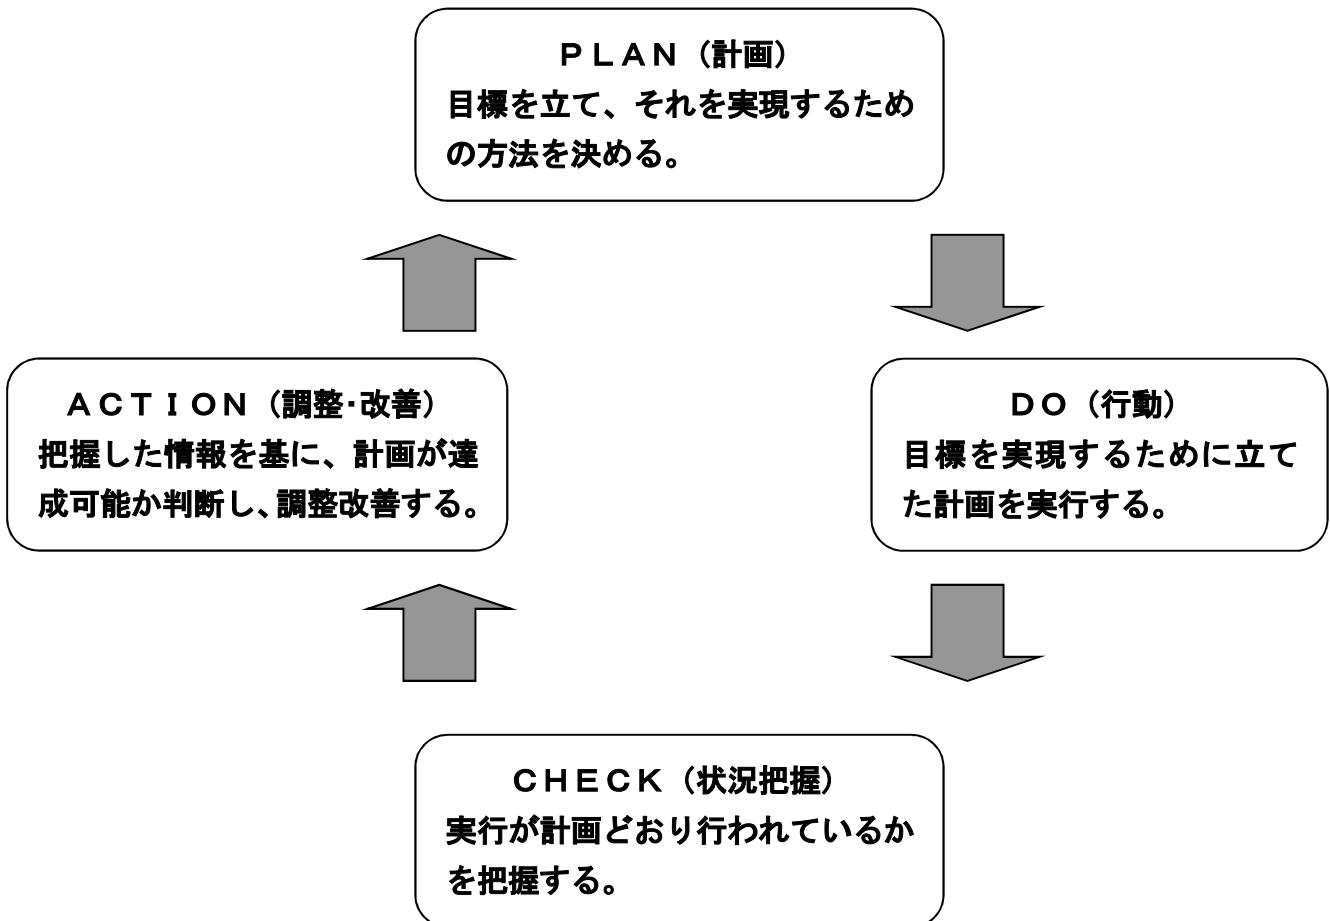 ＰＬＡＮ（計画）
目標を立て、それを実現するため
の方法を決める。
ＡＣＴＩＯＮ（調整・改善）
把握した情報を基に、計画が達
成可能か判断し、調整改善する。
ＤＯ（行動）
目標を実現するために立て
た計画を実行する。
ＣＨＥＣＫ（状況把握）
実行が計画どおり行われているか
を把握する。